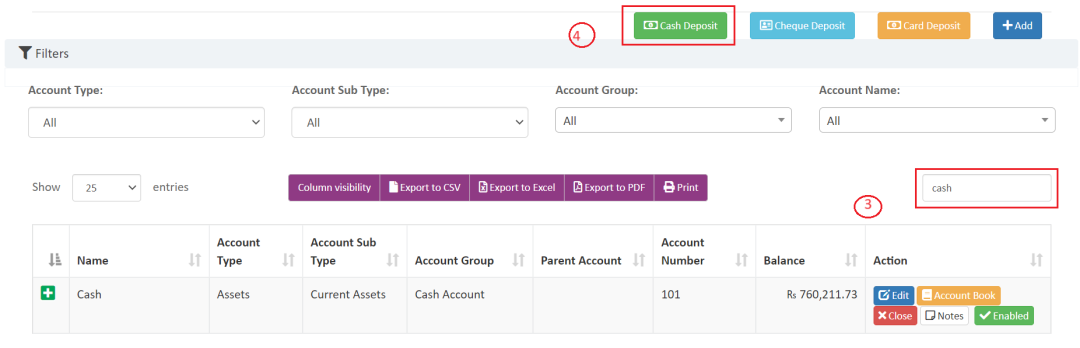 4 Cash Deposit Cheque Deposit Card Deposit +Add
Filters
Account Type: Account Sub Type: Account Group: Account Name:
All All All All
Show 25 entries Column visibility Export to CSV Export to Excel Export to PDF Print cash
3
Name Account Type Account Sub Type Account Group Parent Account Account Number Balance Action
Cash Assets Current Assets Cash Account 101 Rs 760,211.73 Edit Account Book
Close Notes Enabled